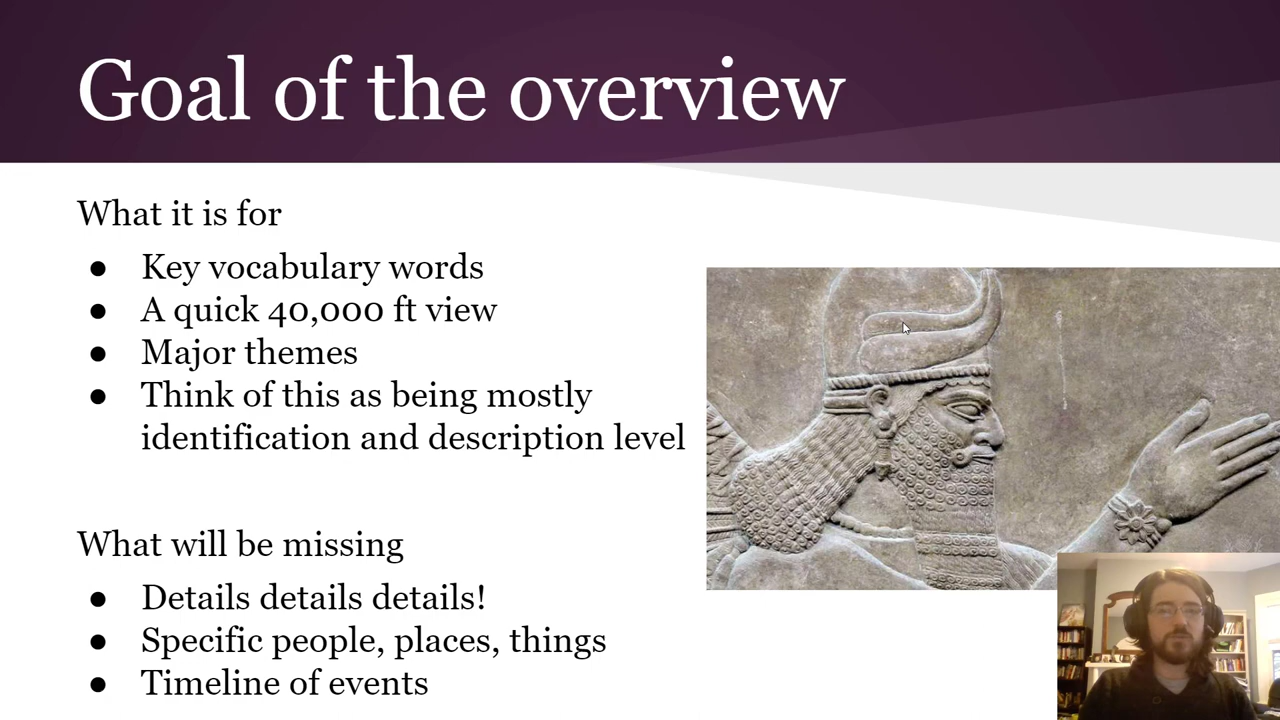 Goal of the overview
What it is for
● Key vocabulary words
● A quick 40,000 ft view
● Major themes
● Think of this as being mostly
identification and description level
What will be missing
● Details details details!
● Specific people, places, things
● Timeline of events